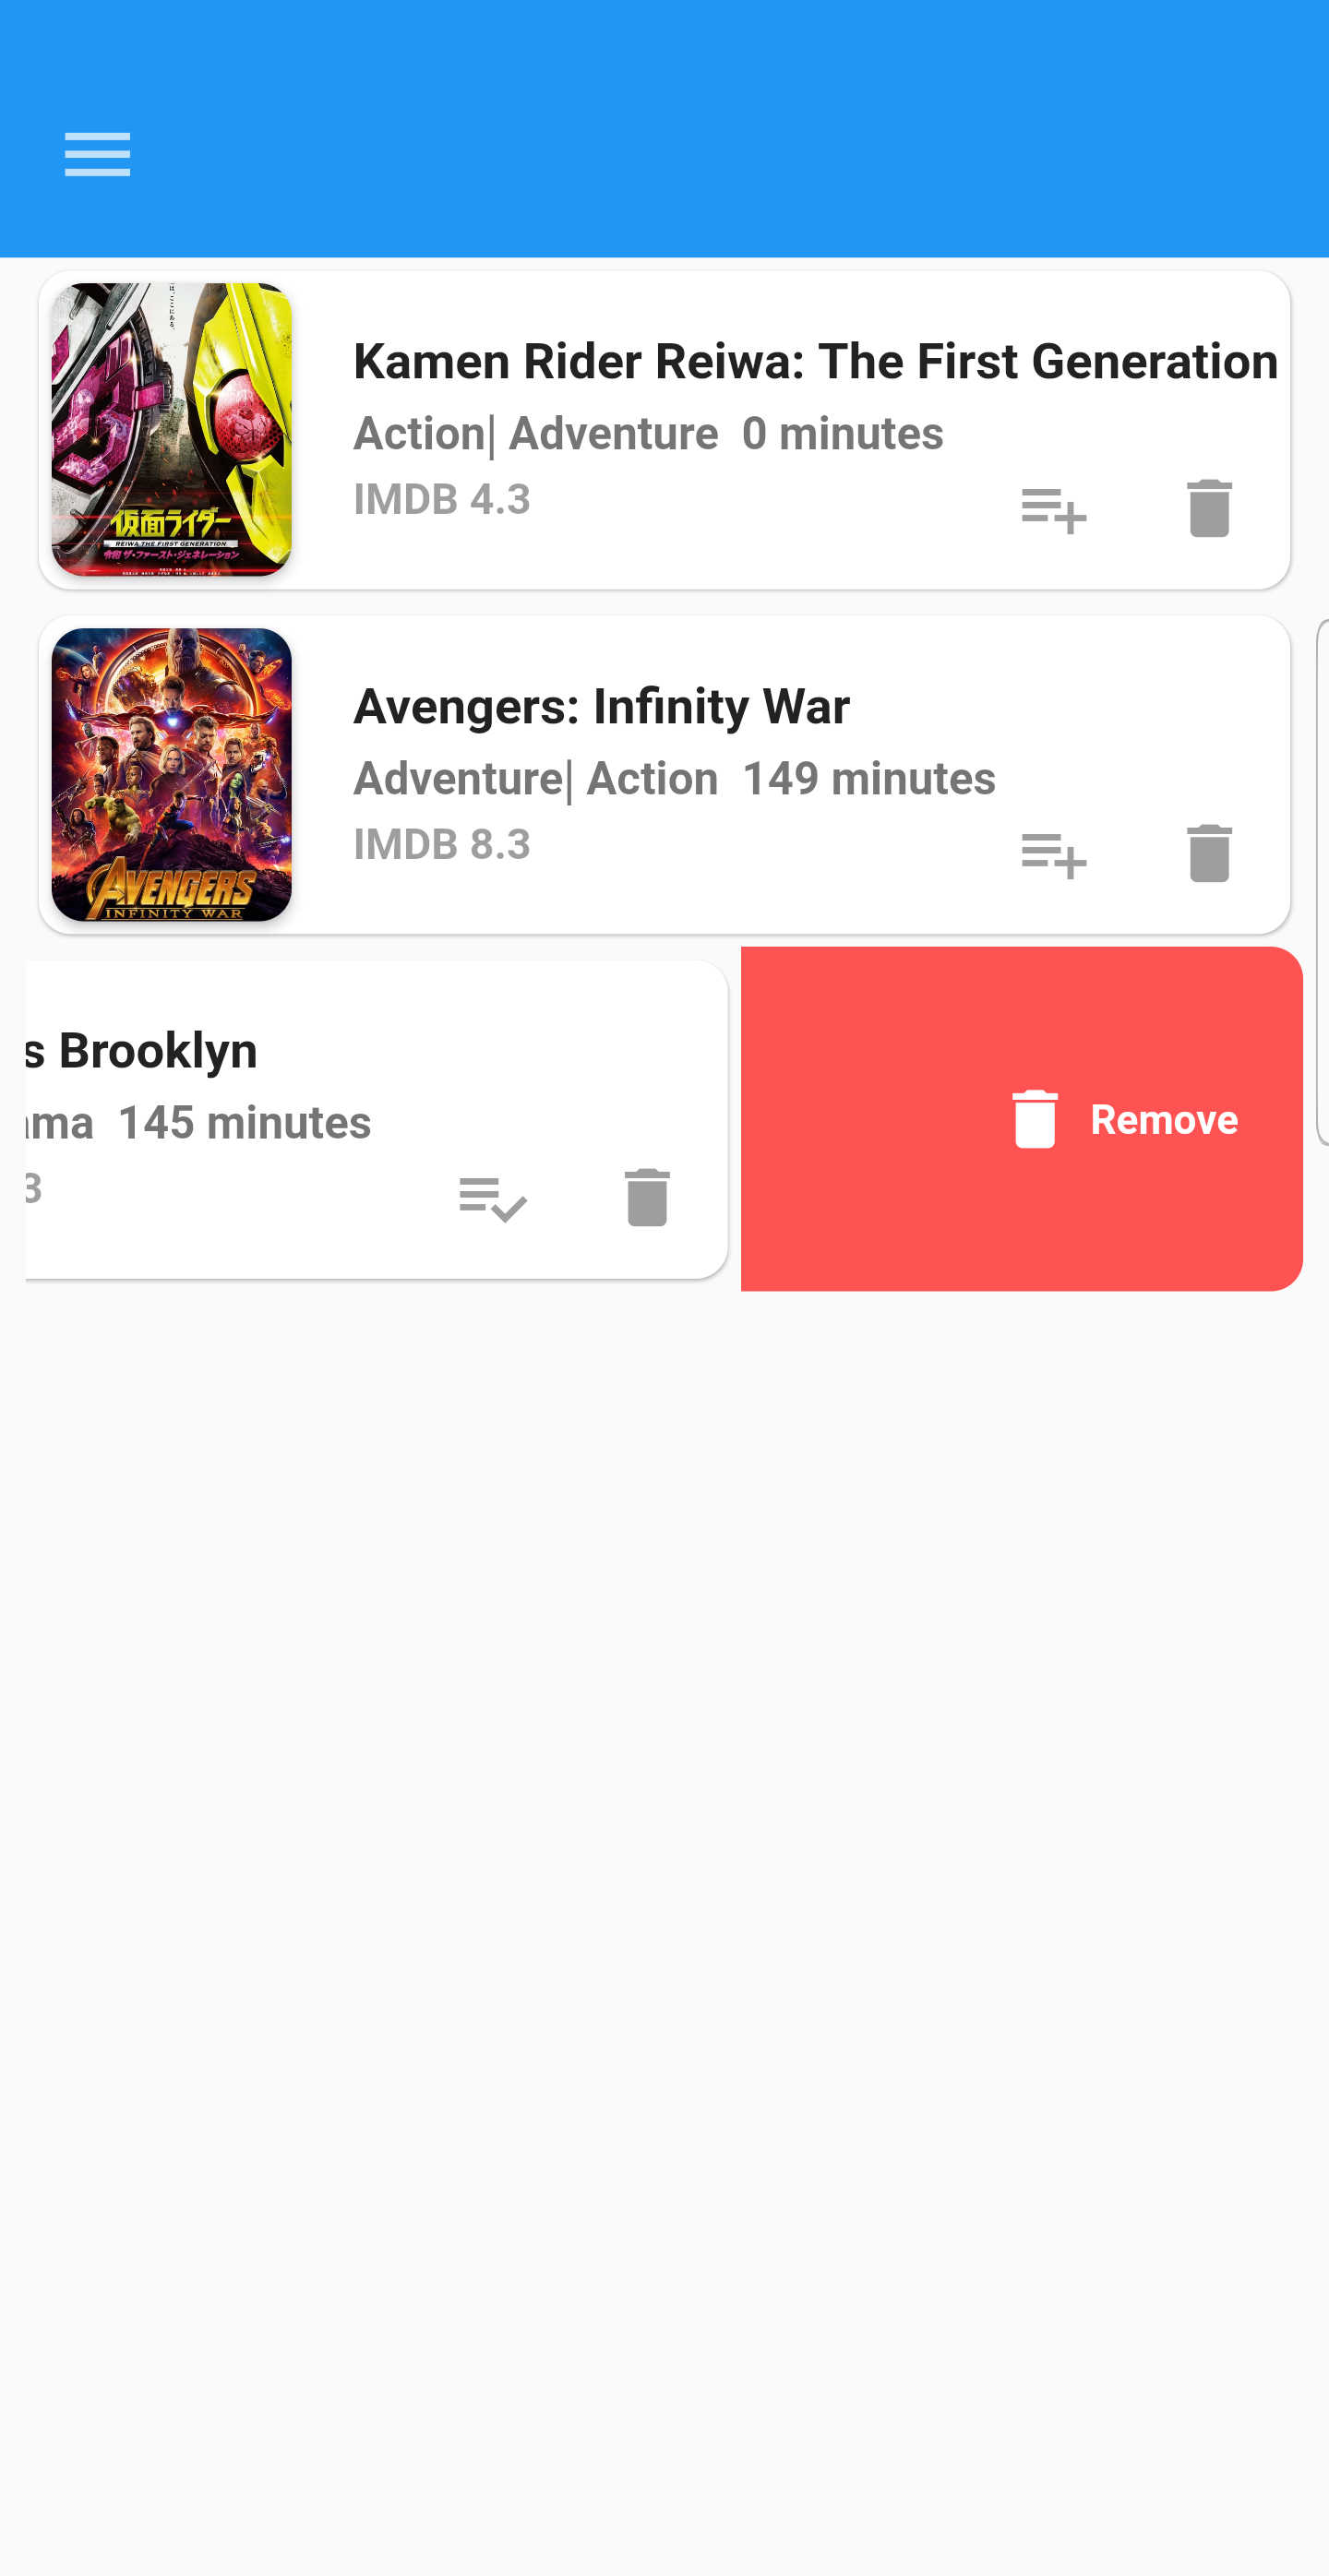 Kamen Rider Reiwa: The First Generation
Action| Adventure 0 minutes
IMDB 4.3
仮面ライダー
REIWA THE FIRST GENERATION
令和 ザ・ファースト・ジェネレーション
Avengers: Infinity War
Adventure| Action 149 minutes
IMDB 8.3
AVENGERS
INFINITY WAR
s Brooklyn
ma 145 minutes
3
Remove